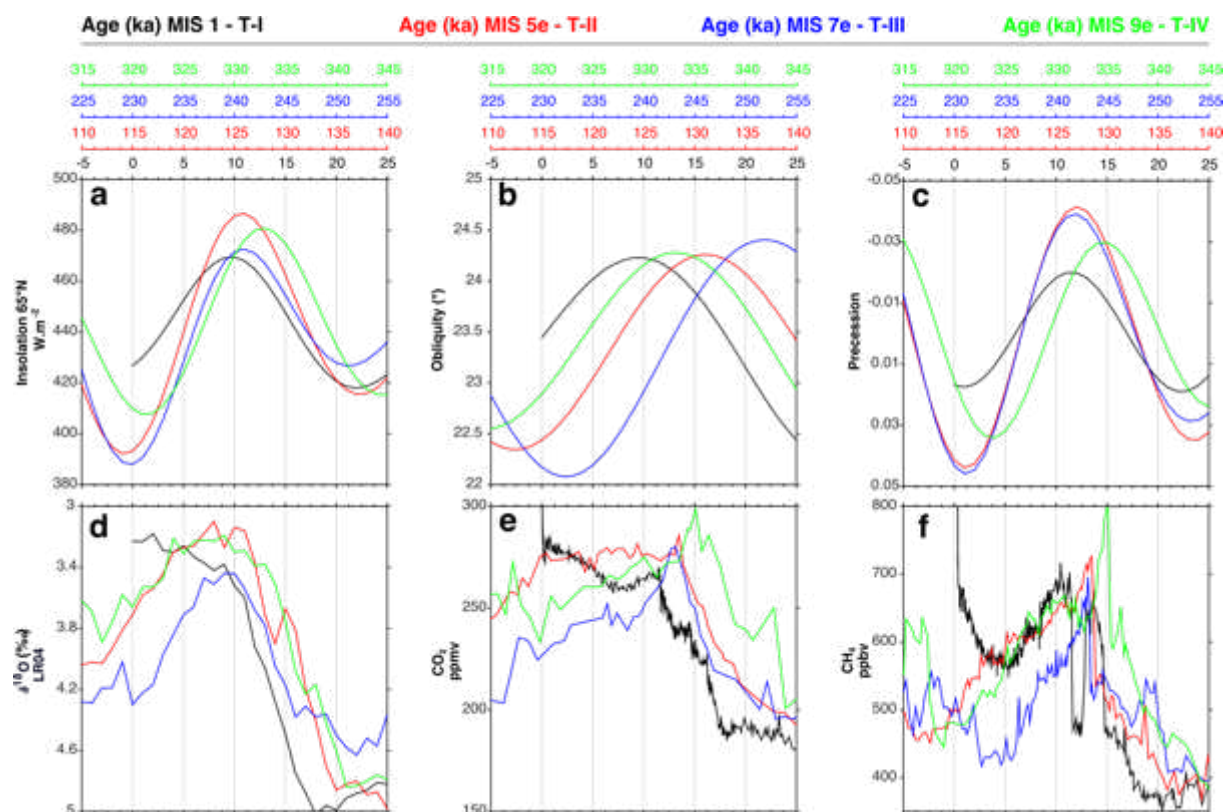 Age (ka) MIS 1 - T-I Age (ka) MIS 5e - T-II Age (ka) MIS 7e - T-III Age (ka) MIS 9e - T-IV
315 320 325 330 335 340 345 315 320 325 330 335 340 345 315 320 325 330 335 340 345
225 230 235 240 245 250 255 225 230 235 240 245 250 255 225 230 235 240 245 250 255
110 115 120 125 130 135 140 110 115 120 125 130 135 140 110 115 120 125 130 135 140
-5 0 5 10 15 20 25 -5 0 5 10 15 20 25 -5 0 5 10 15 20 25
a
Insolation 65°N
W.m-2
500
480
460
440
420
400
380
b
Obliquity (°)
25
24.5
24
23.5
23
22.5
22
c
Precession
-0.05
-0.03
-0.01
0.01
0.03
0.05
d
δ18O (‰)
LR04
3
3.4
3.8
4.2
4.6
5
e
CO2
ppmv
300
250
200
150
f
CH4
ppbv
800
700
600
500
400